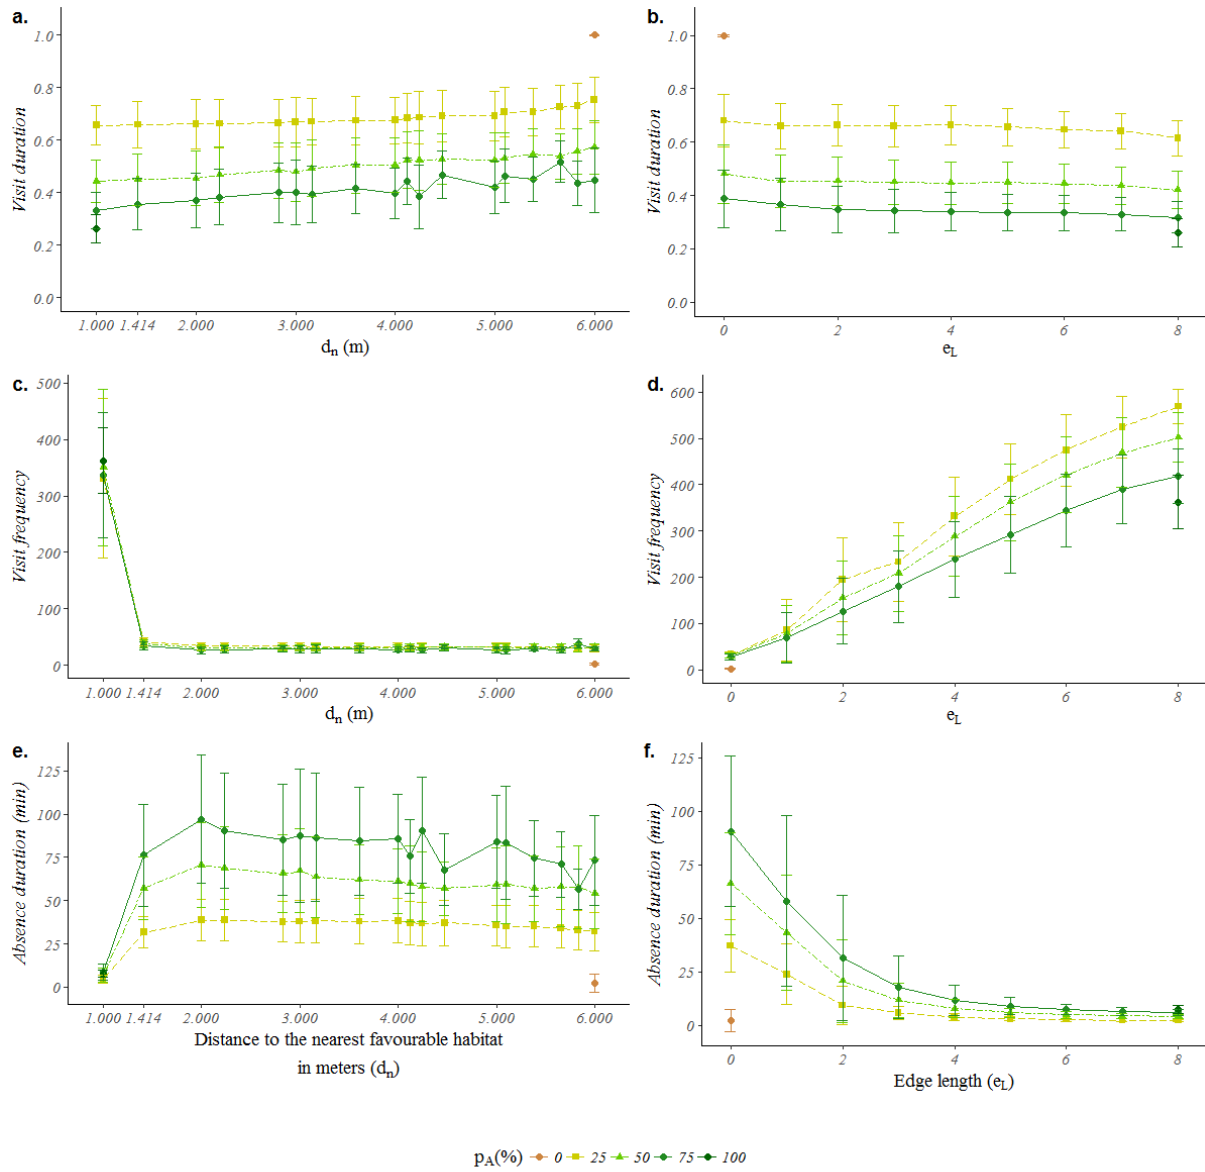 a.
1.0
0.8
0.6
0.4
0.2
0.0
Visit duration
1.000 1.414 2.000 3.000 4.000 5.000 6.000
dn (m)
b.
1.0
0.8
0.6
0.4
0.2
0.0
Visit duration
0 2 4 6 8
eL
c.
500
400
300
200
100
0
Visit frequency
1.000 1.414 2.000 3.000 4.000 5.000 6.000
dn (m)
d.
600
500
400
300
200
100
0
Visit frequency
0 2 4 6 8
eL
e.
125
100
75
50
25
0
Absence duration (min)
1.000 1.414 2.000 3.000 4.000 5.000 6.000
Distance to the nearest favourable habitat
in meters (dn)
f.
125
100
75
50
25
0
Absence duration (min)
0 2 4 6 8
Edge length (eL)
pA(%) 0 25 50 75 100